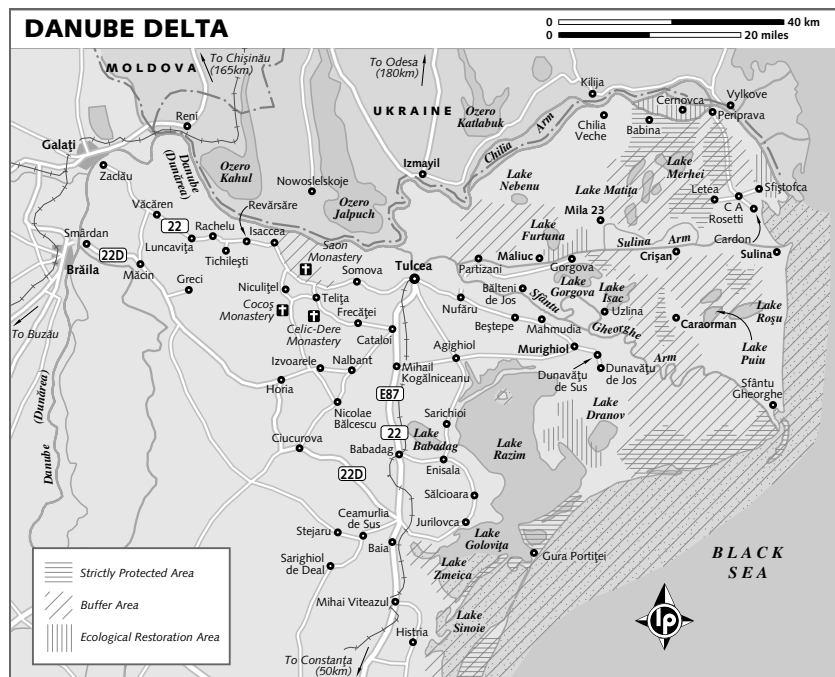 DANUBE DELTA
0 40 km
0 20 miles
To Chişinău
(165km)
To Odesa
(180km)
MOLDOVA
UKRAINE
Reni
Galaţi
Zaclău
Danube
(Dunărea)
Ozero
Kahul
Nowoslelskoje
Ozero
Jalpuch
Izmayil
Ozero
Katlabuk
Chilia
Arm
Kilija
Chilia
Veche
Babina
Cernovca
Vylkove
Periprava
Lake
Nebenu
Lake Matiţa
Lake
Merhei
Letea
C A
Rosetti
Sfiştofca
Cardon
Mila 23
Lake
Furtuna
Sulina
Arm
Crişan
Sulina
Văcăren
22
Revărsăre
Rachelu
Isaccea
Luncaviţa
Tichileşti
Smârdan
22D
Brăila
Măcin
Greci
Saon
Monastery
Somova
Tulcea
Partizani
Maliuc
Gorgova
Lake
Gorgova
Bălteni
de Jos
Sfântu
Gheorghe
Arm
Lake
Isac
Uzlina
Caraorman
Lake
Roşu
Lake
Puiu
Niculiţel
Cocoş
Monastery
Teliţa
Celic-Dere
Monastery
Frecăţei
Cataloi
Nufăru
Beştepe
Mahmudia
Murighiol
Dunavăţu
de Sus
Dunavăţu
de Jos
Sfântu
Gheorghe
To Buzău
Izvoarele
Nalbant
Horia
Mihail
Kogălniceanu
Agighiol
E87
Nicolae
Bălcescu
Sarichioi
22
Lake
Babadag
Lake
Razim
Lake
Dranov
Ciucurova
Babadag
Enisala
22D
Sălcioara
Danube
(Dunărea)
Ceamurlia
de Sus
Stejaru
Jurilovca
Baia
Lake
Goloviţa
Sarighiol
de Deal
Lake
Zmeica
Gura Portiţei
BLACK
SEA
Mihai Viteazul
Histria
Lake
Sinoie
To Constanţa
(50km)
Strictly Protected Area
Buffer Area
Ecological Restoration Area
lp